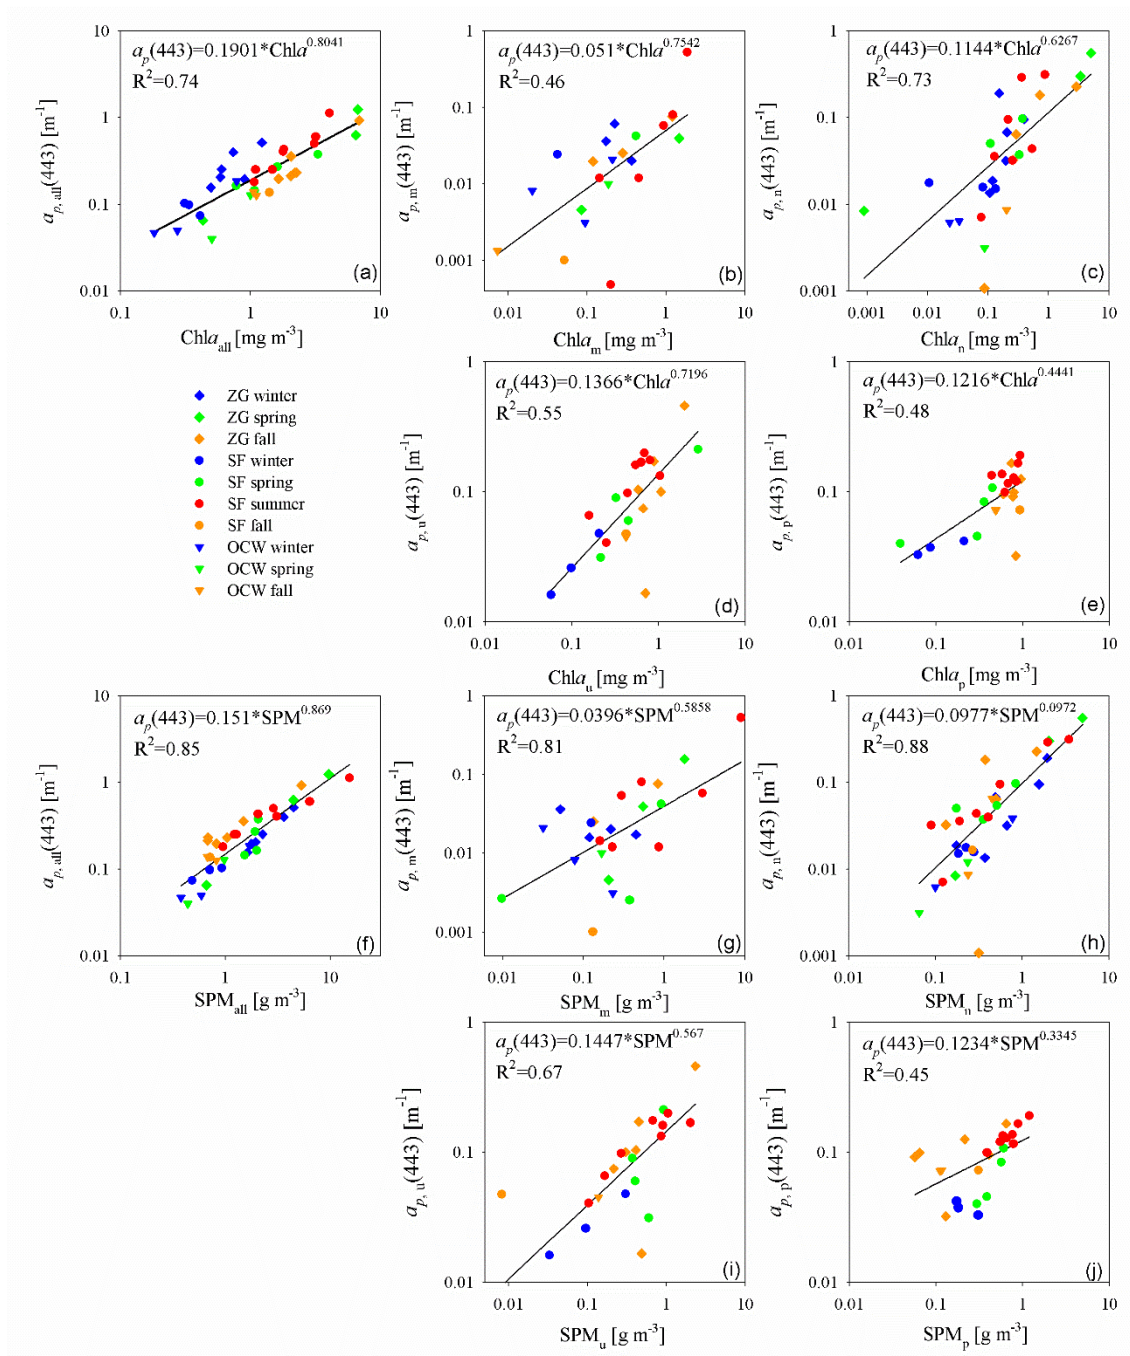 a_p(443)=0.1901*Chla^0.8041
R²=0.74
10
1
0.1
0.01
a_p, all(443) [m⁻¹]
(a)
0.1
1
10
Chla_all [mg m⁻³]
a_p(443)=0.051*Chla^0.7542
R²=0.46
1
0.1
0.01
0.001
a_p, m(443) [m⁻¹]
(b)
0.01
0.1
1
10
Chla_m [mg m⁻³]
a_p(443)=0.1144*Chla^0.6267
R²=0.73
1
0.1
0.01
0.001
a_p, n(443) [m⁻¹]
(c)
0.001
0.01
0.1
1
10
Chla_n [mg m⁻³]
ZG winter
ZG spring
ZG fall
SF winter
SF spring
SF summer
SF fall
OCW winter
OCW spring
OCW fall
a_p(443)=0.1366*Chla^0.7196
R²=0.55
1
0.1
0.01
a_p, u(443) [m⁻¹]
(d)
0.01
0.1
1
10
Chla_u [mg m⁻³]
a_p(443)=0.1216*Chla^0.4441
R²=0.48
1
0.1
0.01
a_p, p(443) [m⁻¹]
(e)
0.01
0.1
1
10
Chla_p [mg m⁻³]
a_p(443)=0.151*SPM^0.869
R²=0.85
10
1
0.1
0.01
a_p, all(443) [m⁻¹]
(f)
0.1
1
10
SPM_all [g m⁻³]
a_p(443)=0.0396*SPM^0.5858
R²=0.81
1
0.1
0.01
0.001
a_p, m(443) [m⁻¹]
(g)
0.01
0.1
1
10
SPM_m [g m⁻³]
a_p(443)=0.0977*SPM^0.0972
R²=0.88
1
0.1
0.01
0.001
a_p, n(443) [m⁻¹]
(h)
0.01
0.1
1
10
SPM_n [g m⁻³]
a_p(443)=0.1447*SPM^0.567
R²=0.67
1
0.1
0.01
a_p, u(443) [m⁻¹]
(i)
0.01
0.1
1
10
SPM_u [g m⁻³]
a_p(443)=0.1234*SPM^0.3345
R²=0.45
1
0.1
0.01
a_p, p(443) [m⁻¹]
(j)
0.01
0.1
1
10
SPM_p [g m⁻³]